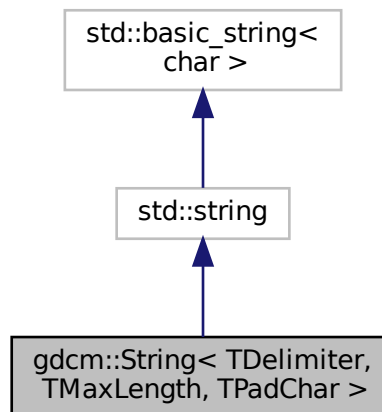 std::basic_string<
char >
std::string
gdcm::String< TDelimiter,
TMaxLength, TPadChar >